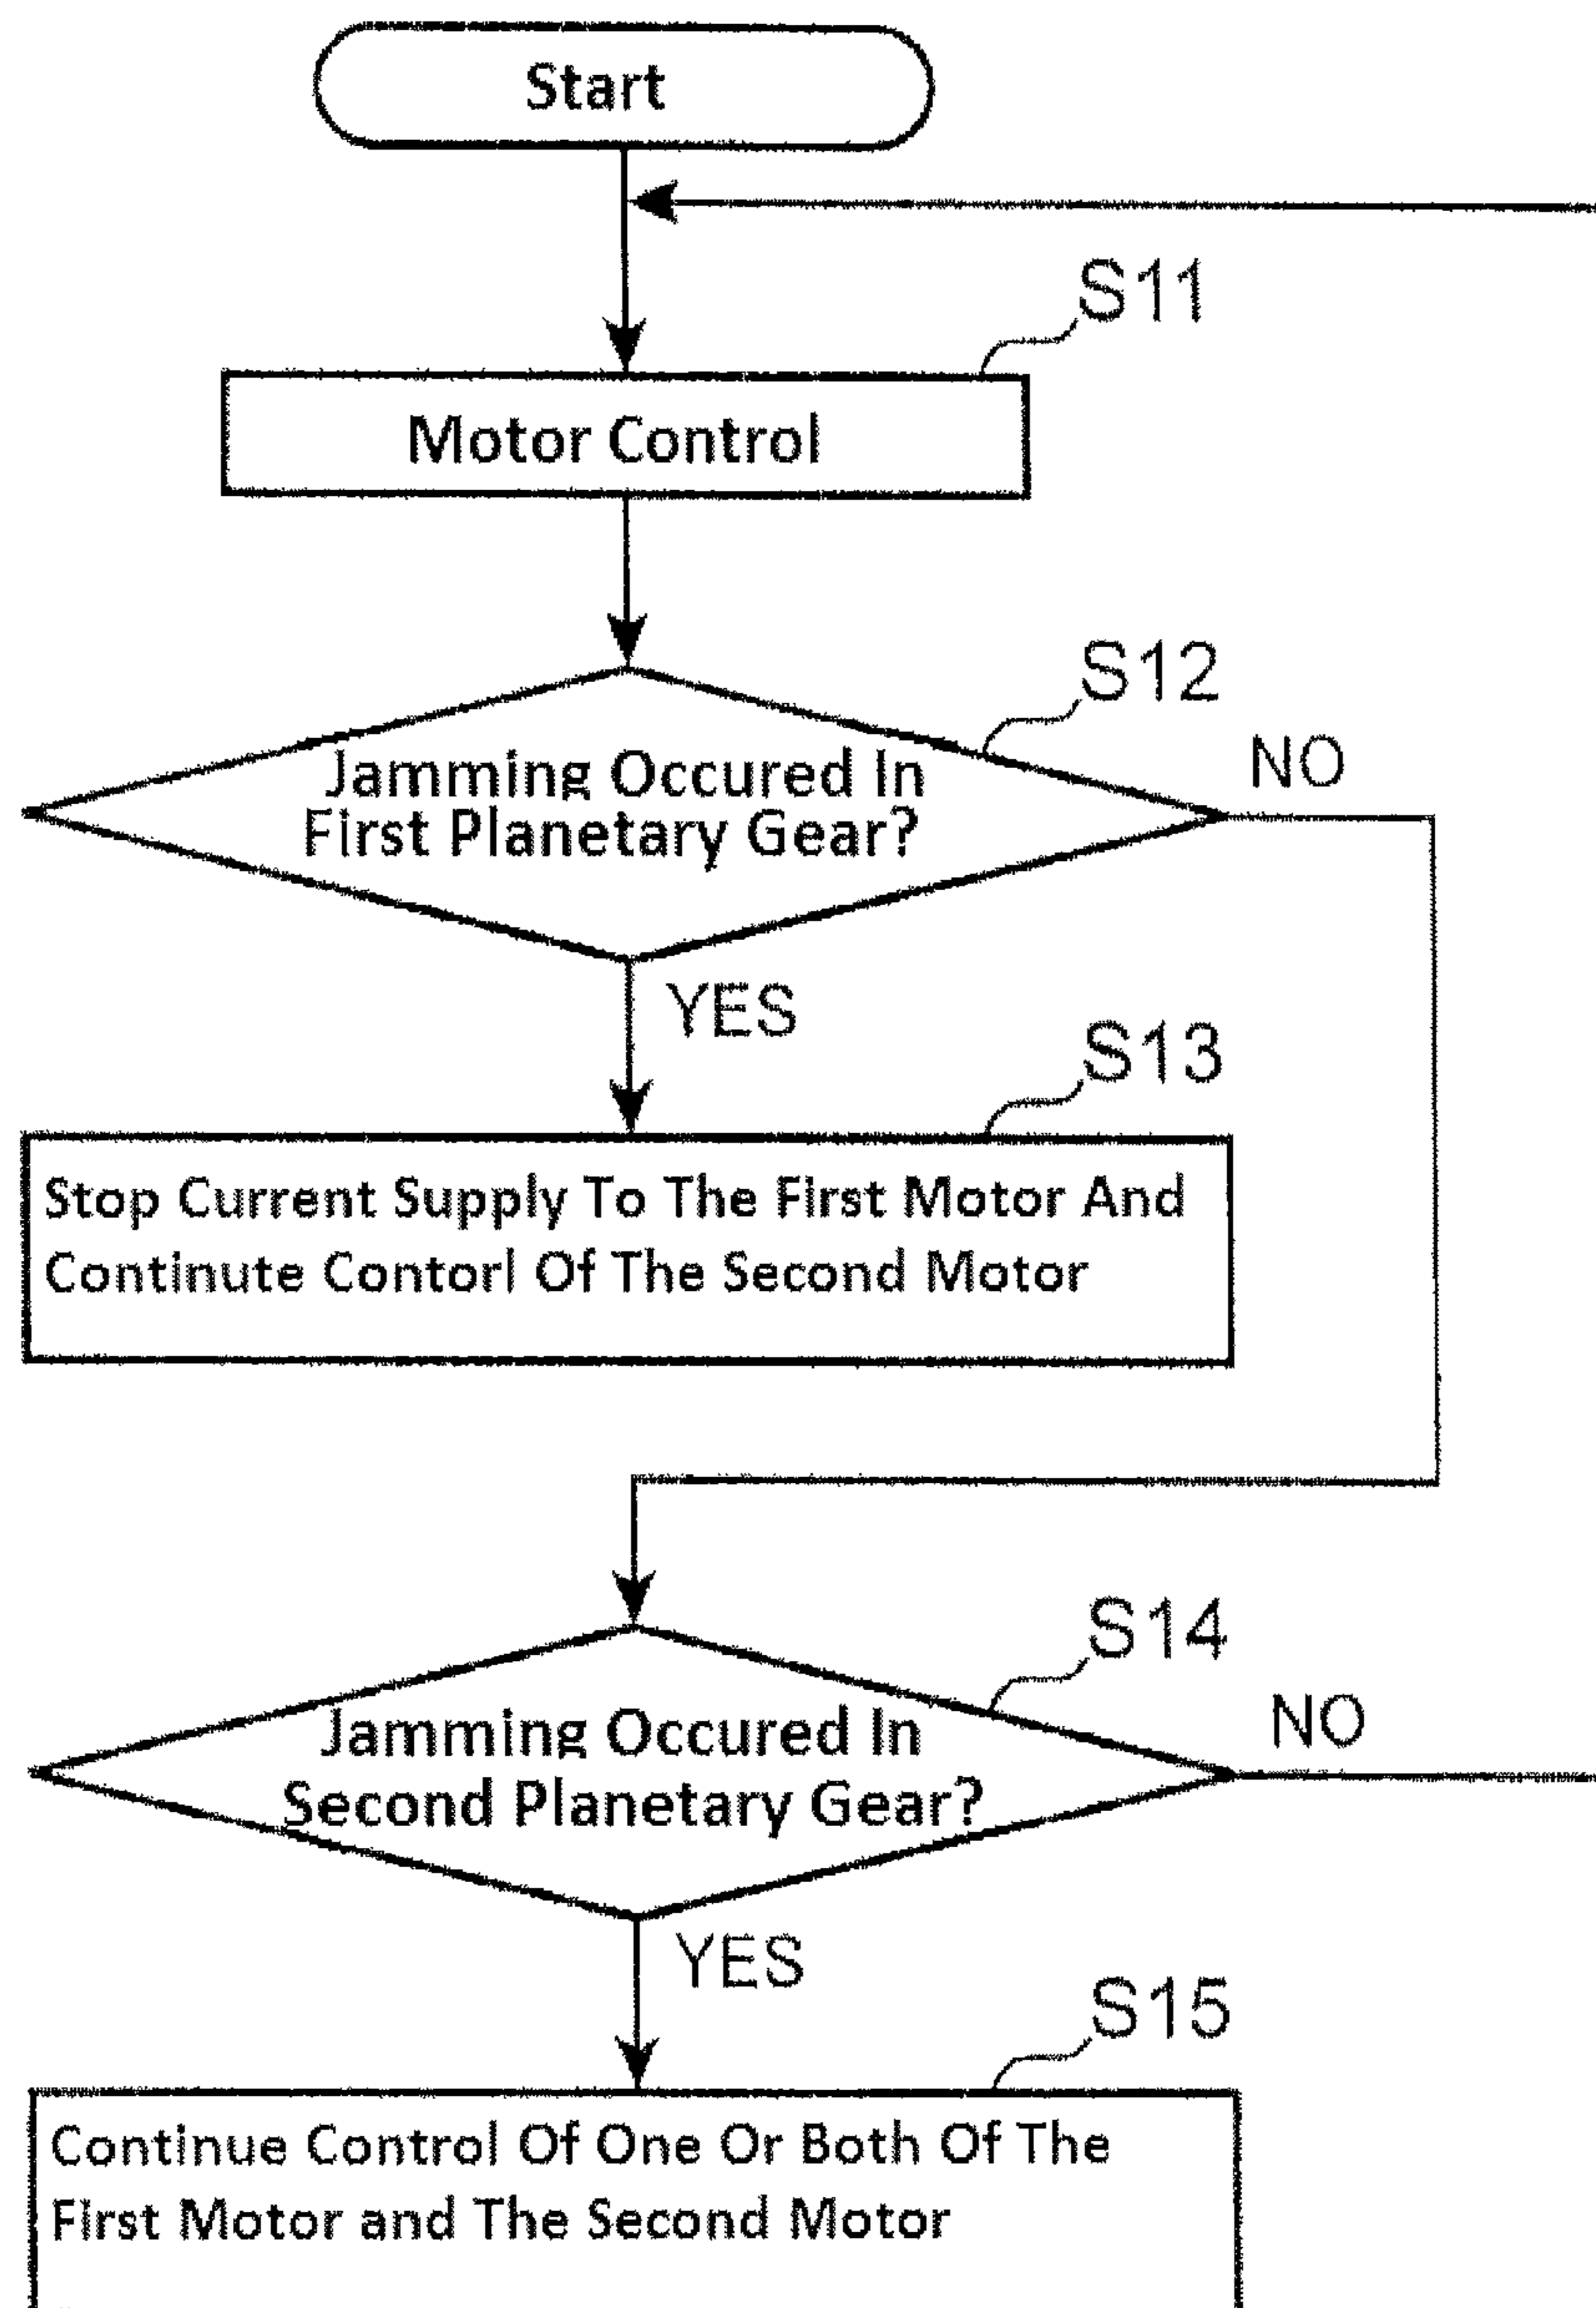 Start
S11
Motor Control
S12
Jamming Occured In
First Planetary Gear?
NO
YES
S13
Stop Current Supply To The First Motor And
Continute Contorl Of The Second Motor
S14
Jamming Occured In
Second Planetary Gear?
NO
YES
S15
Continue Control Of One Or Both Of The
First Motor and The Second Motor